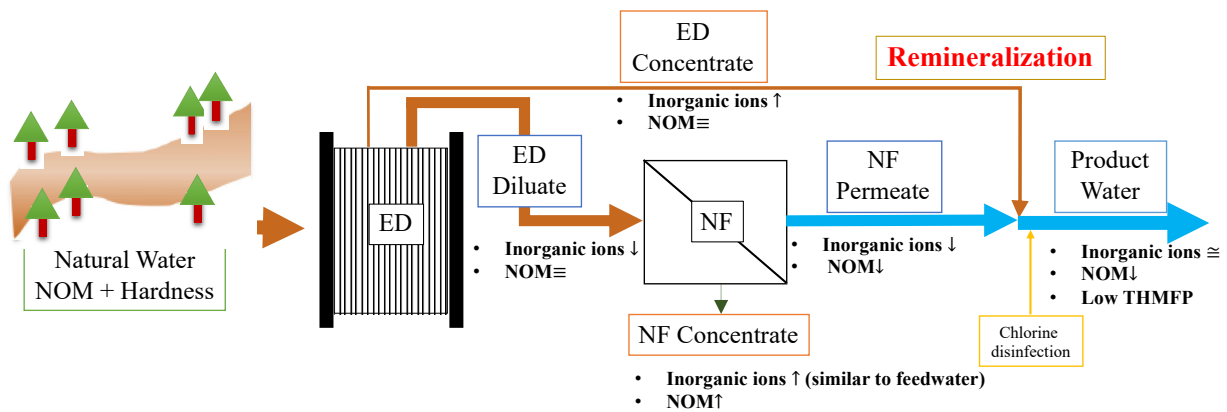 Natural Water
NOM + Hardness
ED
ED
Concentrate
• Inorganic ions ↑
• NOM≡
Remineralization
ED
Diluate
• Inorganic ions ↓
• NOM≡
NF
NF
Permeate
• Inorganic ions ↓
• NOM↓
NF Concentrate
• Inorganic ions ↑ (similar to feedwater)
• NOM↑
Product
Water
• Inorganic ions ≅
• NOM↓
• Low THMFP
Chlorine
disinfection